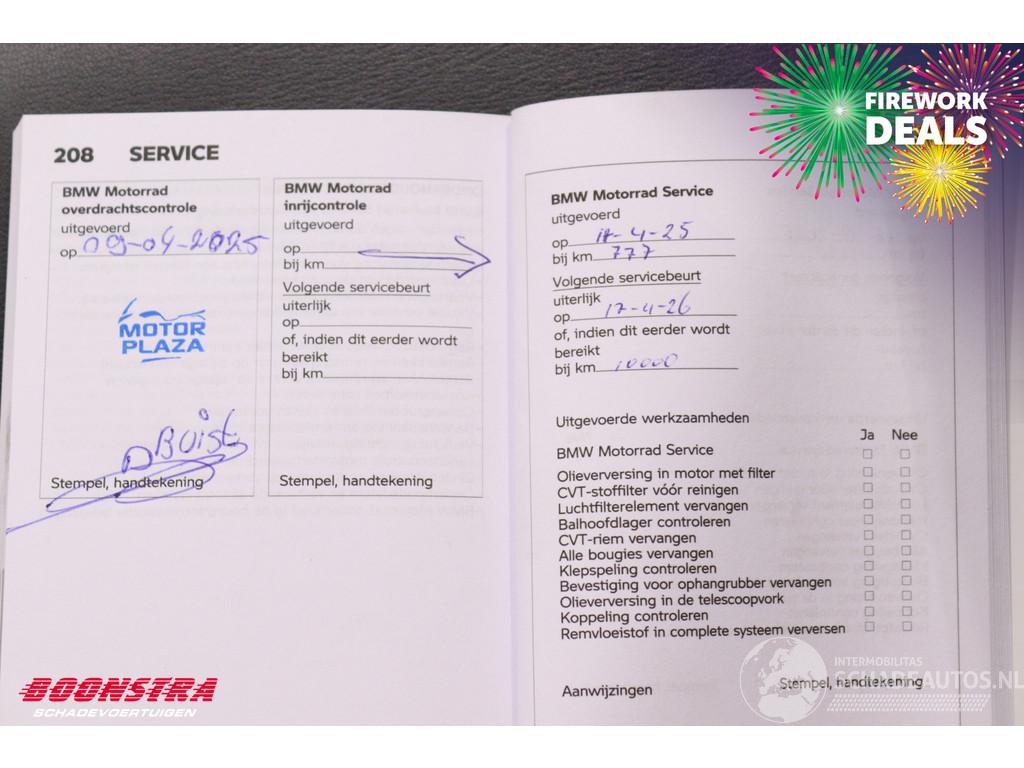 FIREWORK
DEALS
208 SERVICE
BMW Motorrad
overdrachtscontrole
uitgevoerd
op 09-04-2025
MOTOR
PLAZA
DBuist
Stempel, handtekening
BMW Motorrad
inrijcontrole
uitgevoerd
op
bij km
Volgende servicebeurt
uiterlijk
op
of, indien dit eerder wordt
bereikt
bij km
Stempel, handtekening
BMW Motorrad Service
uitgevoerd
op 17-4-25
bij km 777
Volgende servicebeurt
uiterlijk
op 17-4-26
of, indien dit eerder wordt
bereikt
bij km 10000
Uitgevoerde werkzaamheden
Ja Nee
BMW Motorrad Service
Olieverversing in motor met filter
CVT-stoffilter vóór reinigen
Luchtfilterelement vervangen
Balhoofdlager controleren
CVT-riem vervangen
Alle bougies vervangen
Klepspeling controleren
Bevestiging voor ophangrubber vervangen
Olieverversing in de telescoopvork
Koppeling controleren
Remvloeistof in complete systeem verversen
Aanwijzingen
Stempel, handtekening
INTERMOBILITAS
SCHADEAUTOS.NL
BOONSTRA
SCHADEVOERTUIGEN